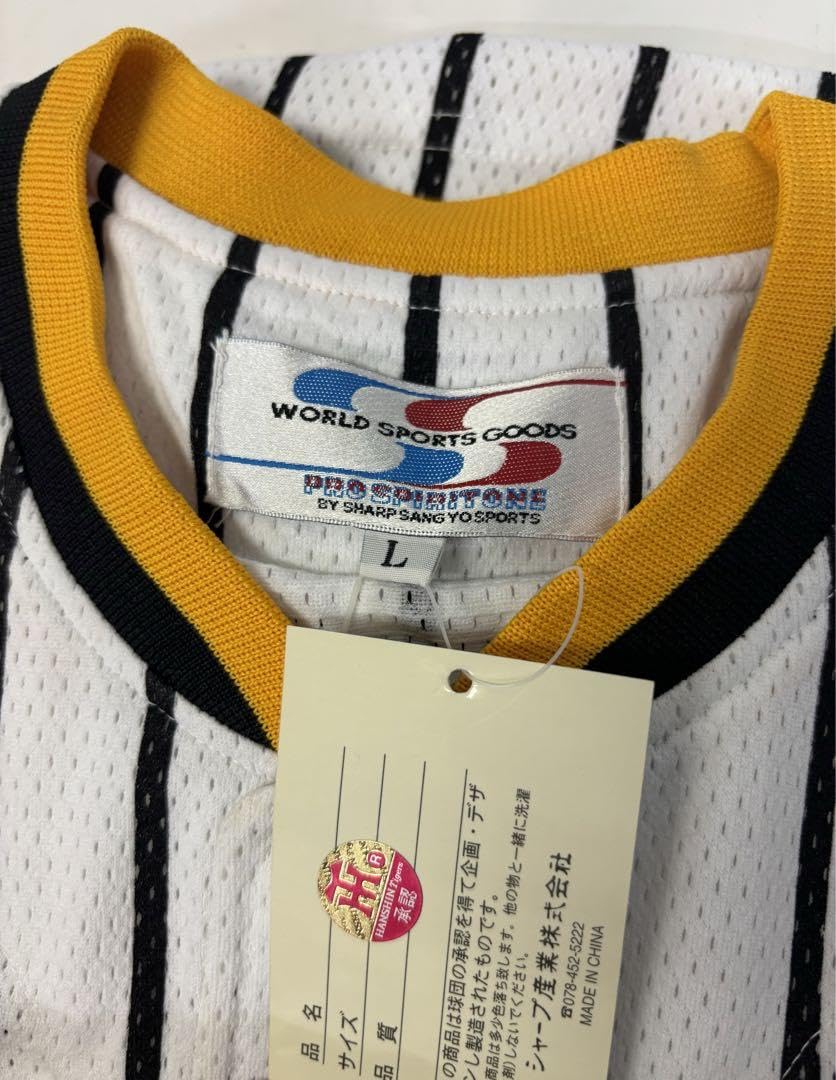 WORLD SPORTS GOODS
PRO SPIRIT ONE
BY SHARP SANGYO SPORTS
L
品 名
サイズ
品 質
HANSHIN Tigers
承認
R
の商品は球団の承認を得て企画・デザ
ンし製造されたものです。
商品は多少色落ち致します。他の物と一緒に洗濯
剤)しないでください。
シャープ産業株式会社
☎078-452-5222
MADE IN CHINA